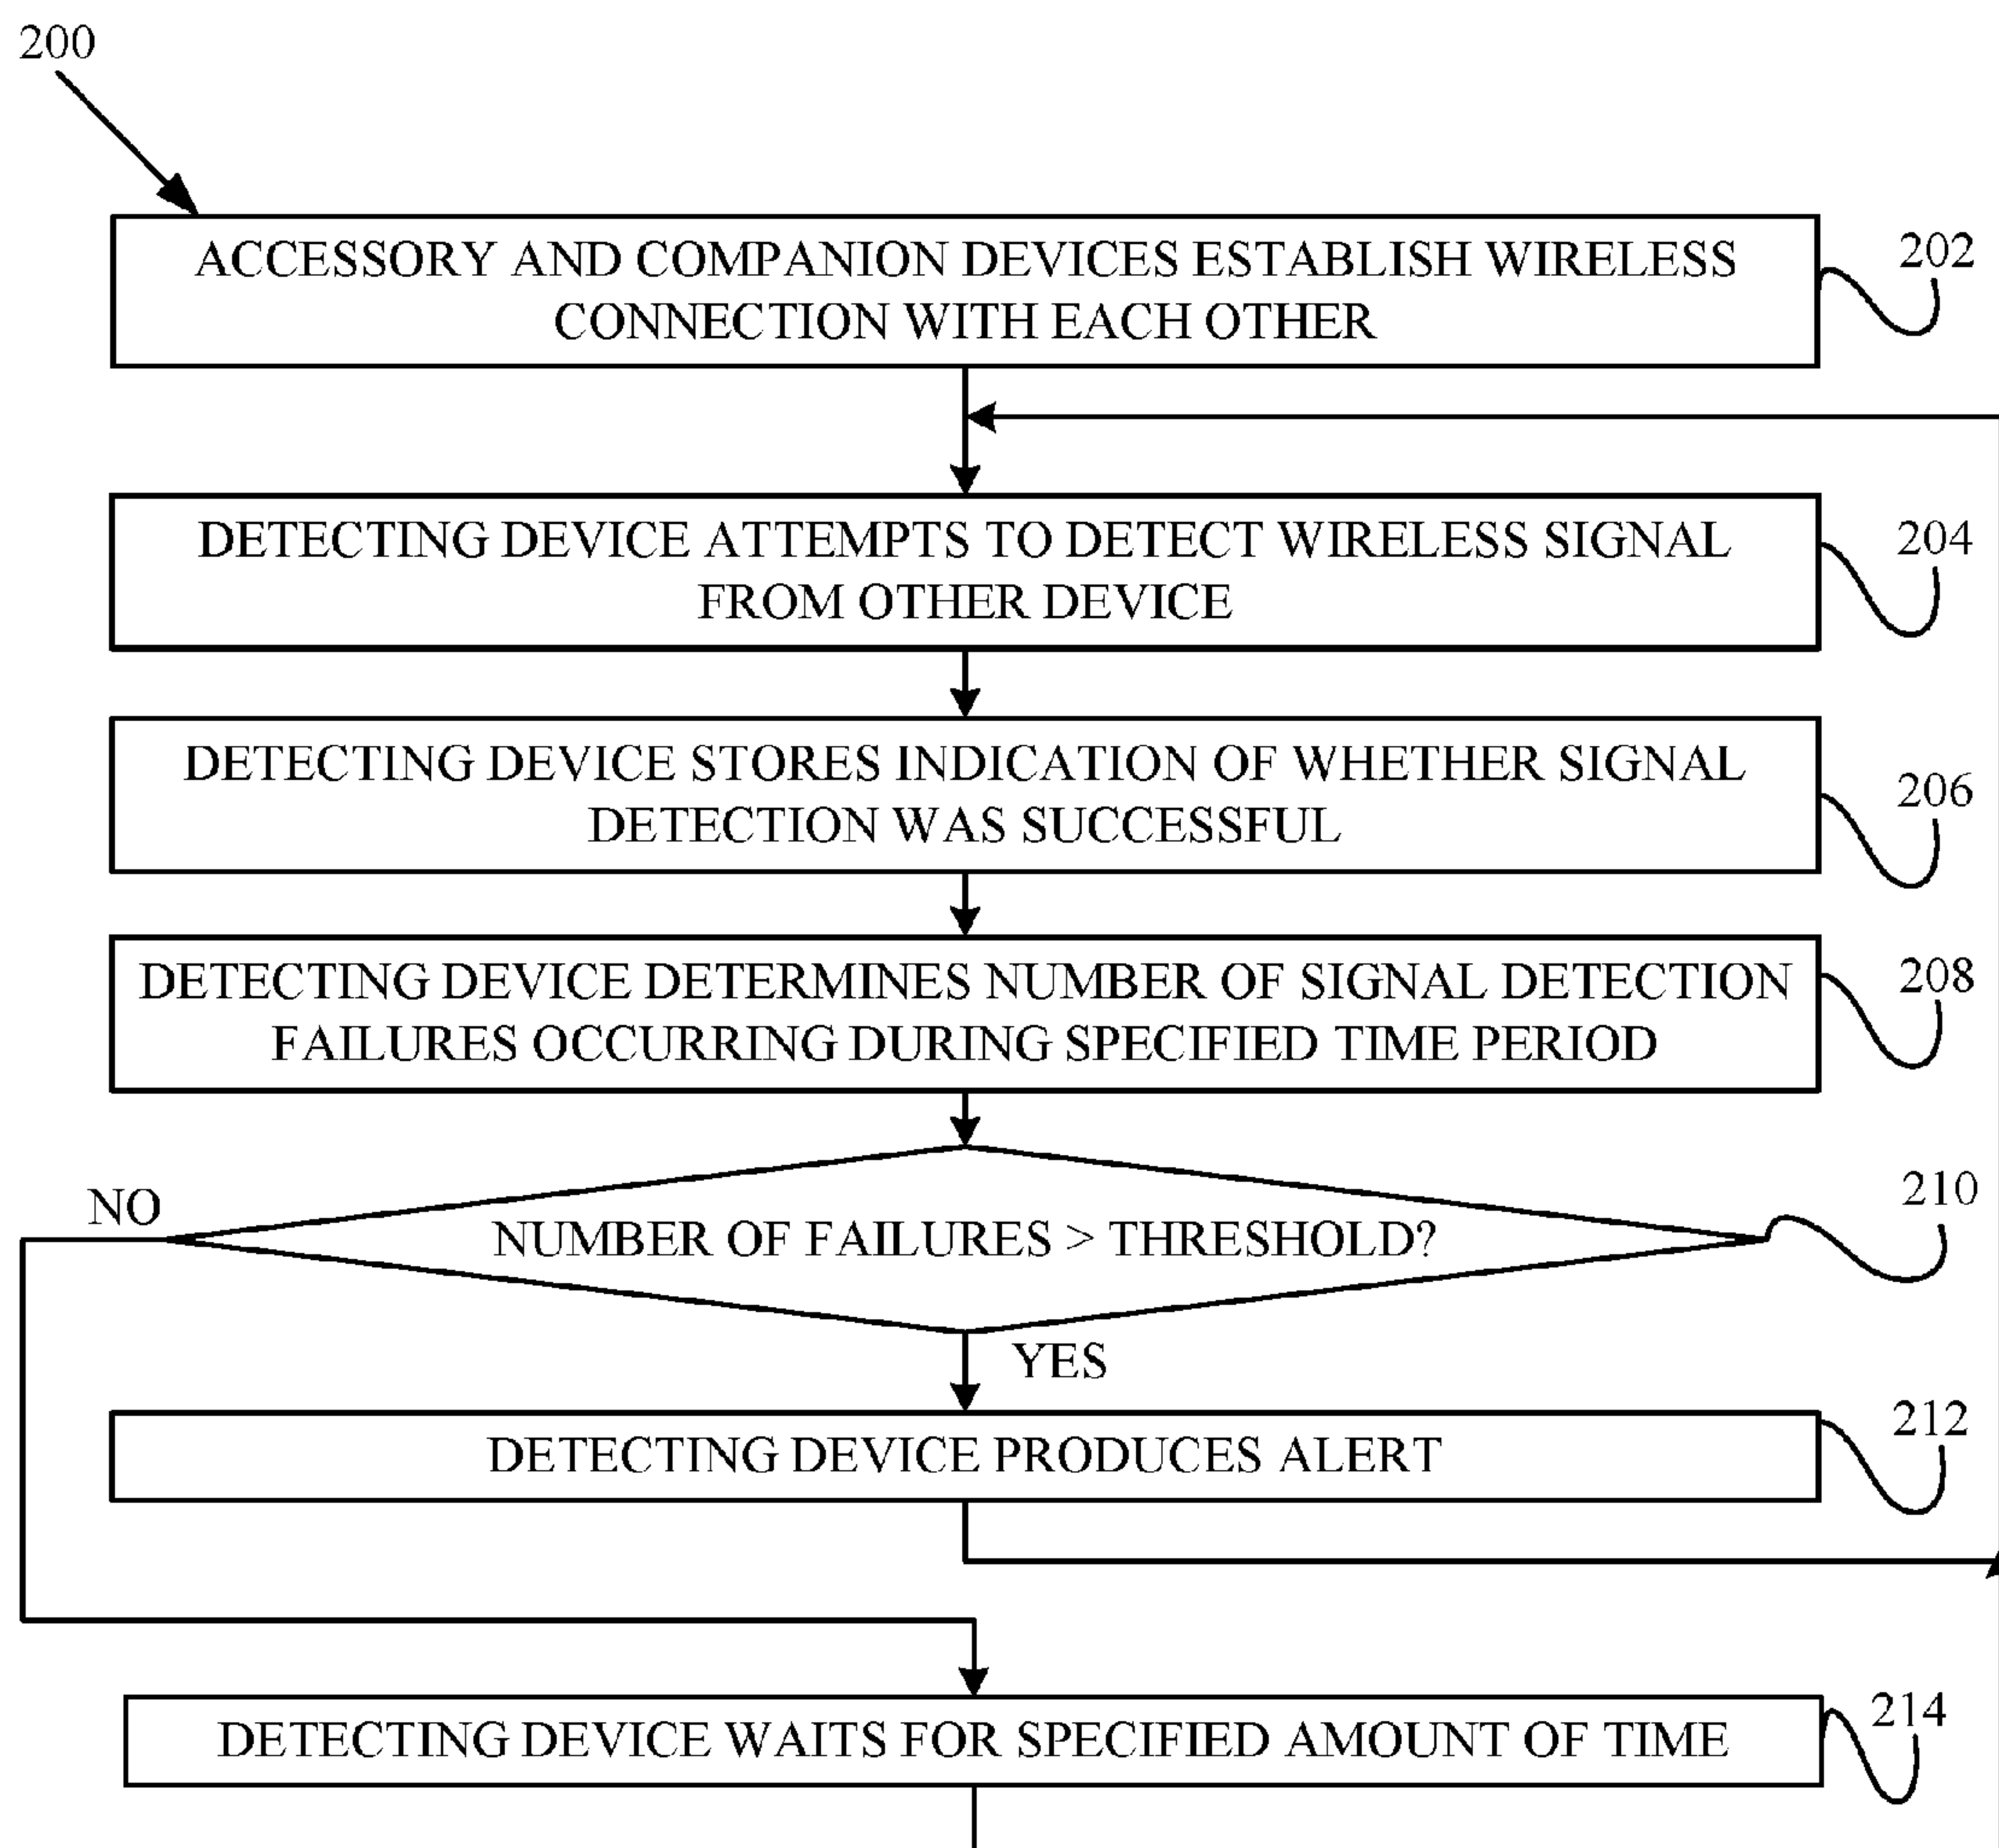 200
ACCESSORY AND COMPANION DEVICES ESTABLISH WIRELESS
CONNECTION WITH EACH OTHER
202
DETECTING DEVICE ATTEMPTS TO DETECT WIRELESS SIGNAL
FROM OTHER DEVICE
204
DETECTING DEVICE STORES INDICATION OF WHETHER SIGNAL
DETECTION WAS SUCCESSFUL
206
DETECTING DEVICE DETERMINES NUMBER OF SIGNAL DETECTION
FAILURES OCCURRING DURING SPECIFIED TIME PERIOD
208
NO
NUMBER OF FAILURES > THRESHOLD?
210
YES
DETECTING DEVICE PRODUCES ALERT
212
DETECTING DEVICE WAITS FOR SPECIFIED AMOUNT OF TIME
214